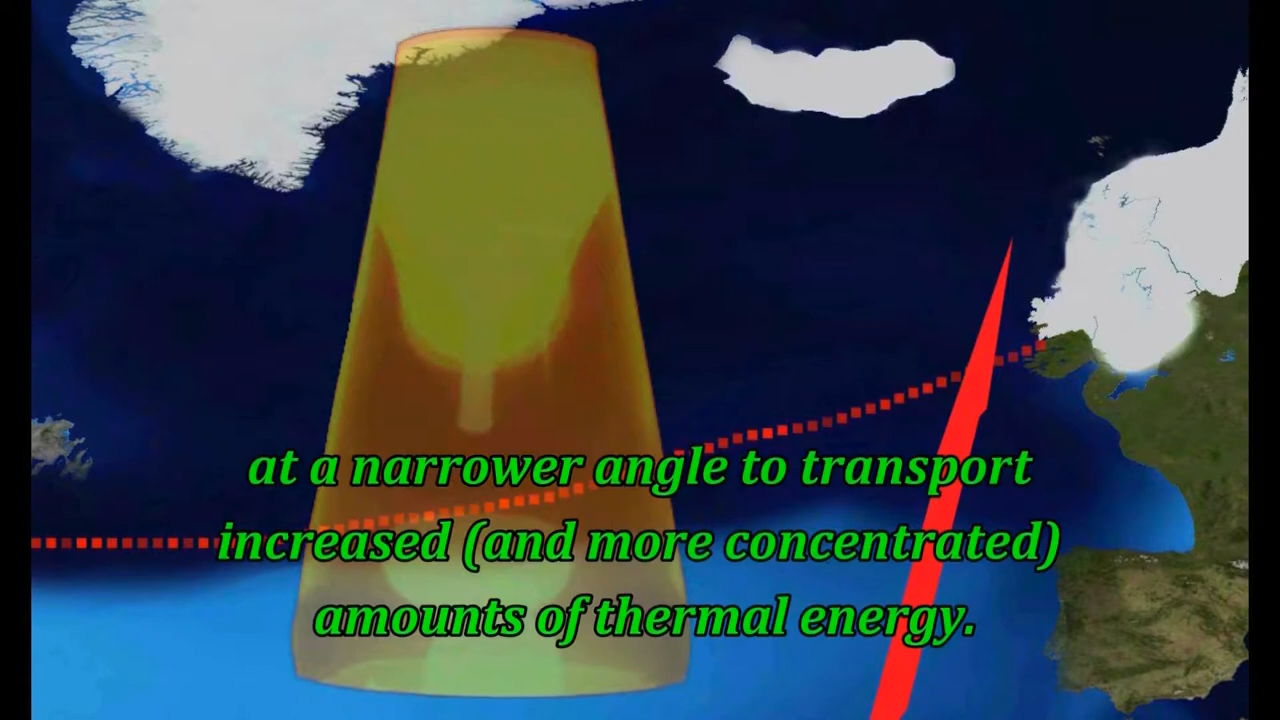 at a narrower angle to transport
increased (and more concentrated)
amounts of thermal energy.